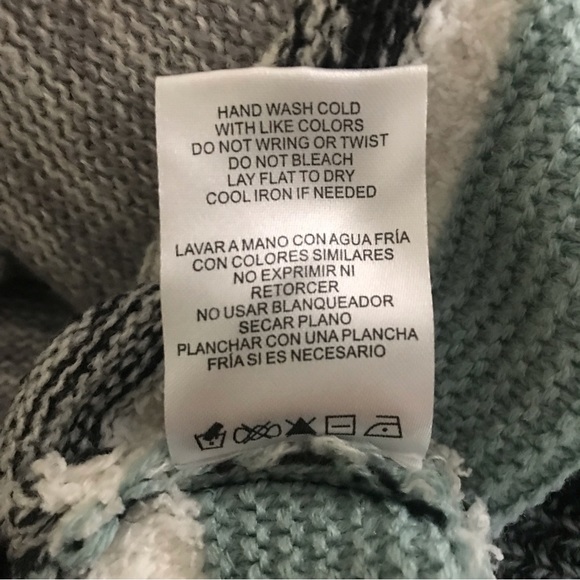 HAND WASH COLD
WITH LIKE COLORS
DO NOT WRING OR TWIST
DO NOT BLEACH
LAY FLAT TO DRY
COOL IRON IF NEEDED
LAVAR A MANO CON AGUA FRÍA
CON COLORES SIMILARES
NO EXPRIMIR NI
RETORCER
NO USAR BLANQUEADOR
SECAR PLANO
PLANCHAR CON UNA PLANCHA
FRÍA SI ES NECESARIO